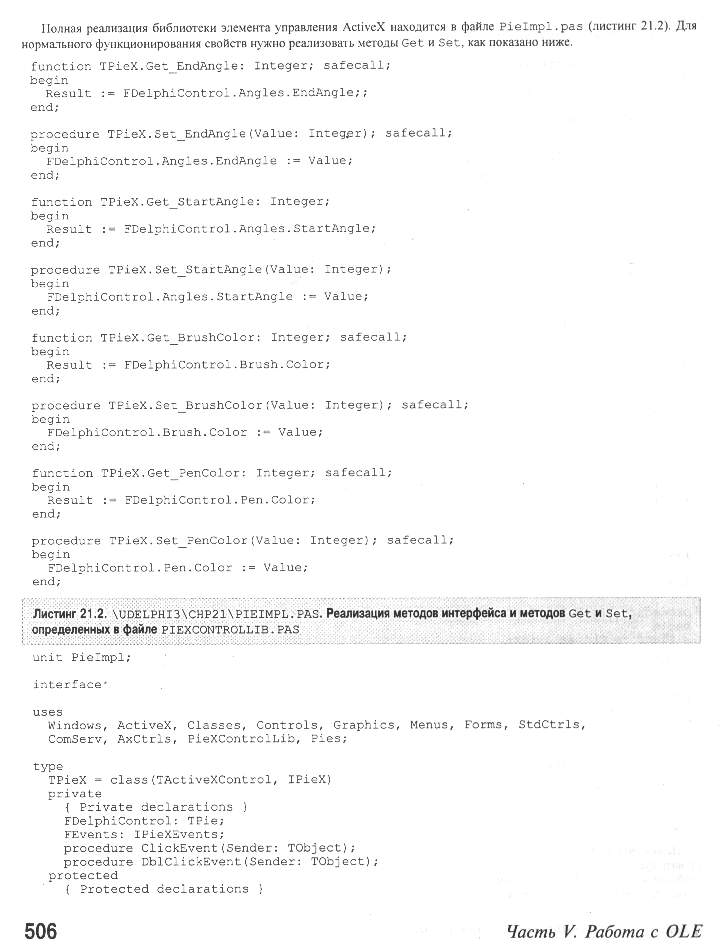 Полная реализация библиотеки элемента управления ActiveX находится в файле PieImpl.pas (листинг 21.2). Для
нормального функционирования свойств нужно реализовать методы Get и Set, как показано ниже.
function TPieX.Get_EndAngle: Integer; safecall;
begin
  Result := FDelphiControl.Angles.EndAngle;;
end;

procedure TPieX.Set_EndAngle(Value: Integer); safecall;
begin
  FDelphiControl.Angles.EndAngle := Value;
end;

function TPieX.Get_StartAngle: Integer;
begin
  Result := FDelphiControl.Angles.StartAngle;
end;

procedure TPieX.Set_StartAngle(Value: Integer);
begin
  FDelphiControl.Angles.StartAngle := Value;
end;

function TPieX.Get_BrushColor: Integer; safecall;
begin
  Result := FDelphiControl.Brush.Color;
end;

procedure TPieX.Set_BrushColor(Value: Integer); safecall;
begin
  FDelphiControl.Brush.Color := Value;
end;

function TPieX.Get_PenColor: Integer; safecall;
begin
  Result := FDelphiControl.Pen.Color;
end;

procedure TPieX.Set_PenColor(Value: Integer); safecall;
begin
  FDelphiControl.Pen.Color := Value;
end;

Листинг 21.2. \UDELPHI3\CHP21\PIEIMPL.PAS. Реализация методов интерфейса и методов Get и Set,
определенных в файле PIEXCONTROLLIB.PAS

unit PieImpl;

interface

uses
  Windows, ActiveX, Classes, Controls, Graphics, Menus, Forms, StdCtrls,
  ComServ, AxCtrls, PieXControlLib, Pies;

type
  TPieX = class(TActiveXControl, IPieX)
  private
    { Private declarations }
    FDelphiControl: TPie;
    FEvents: IPieXEvents;
    procedure ClickEvent(Sender: TObject);
    procedure DblClickEvent(Sender: TObject);
  protected
    { Protected declarations }

506
Часть V. Работа с OLE